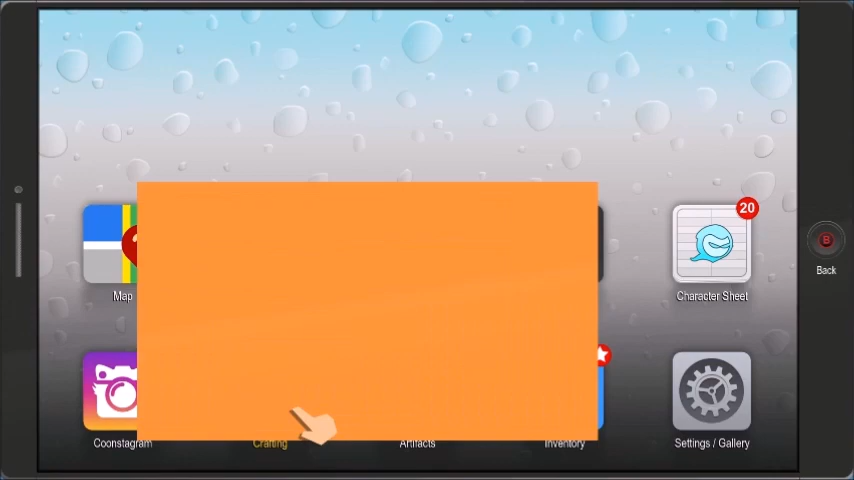 20
B
Back
Map
Character Sheet
Coonstagram
Crafting
Artifacts
Inventory
Settings / Gallery